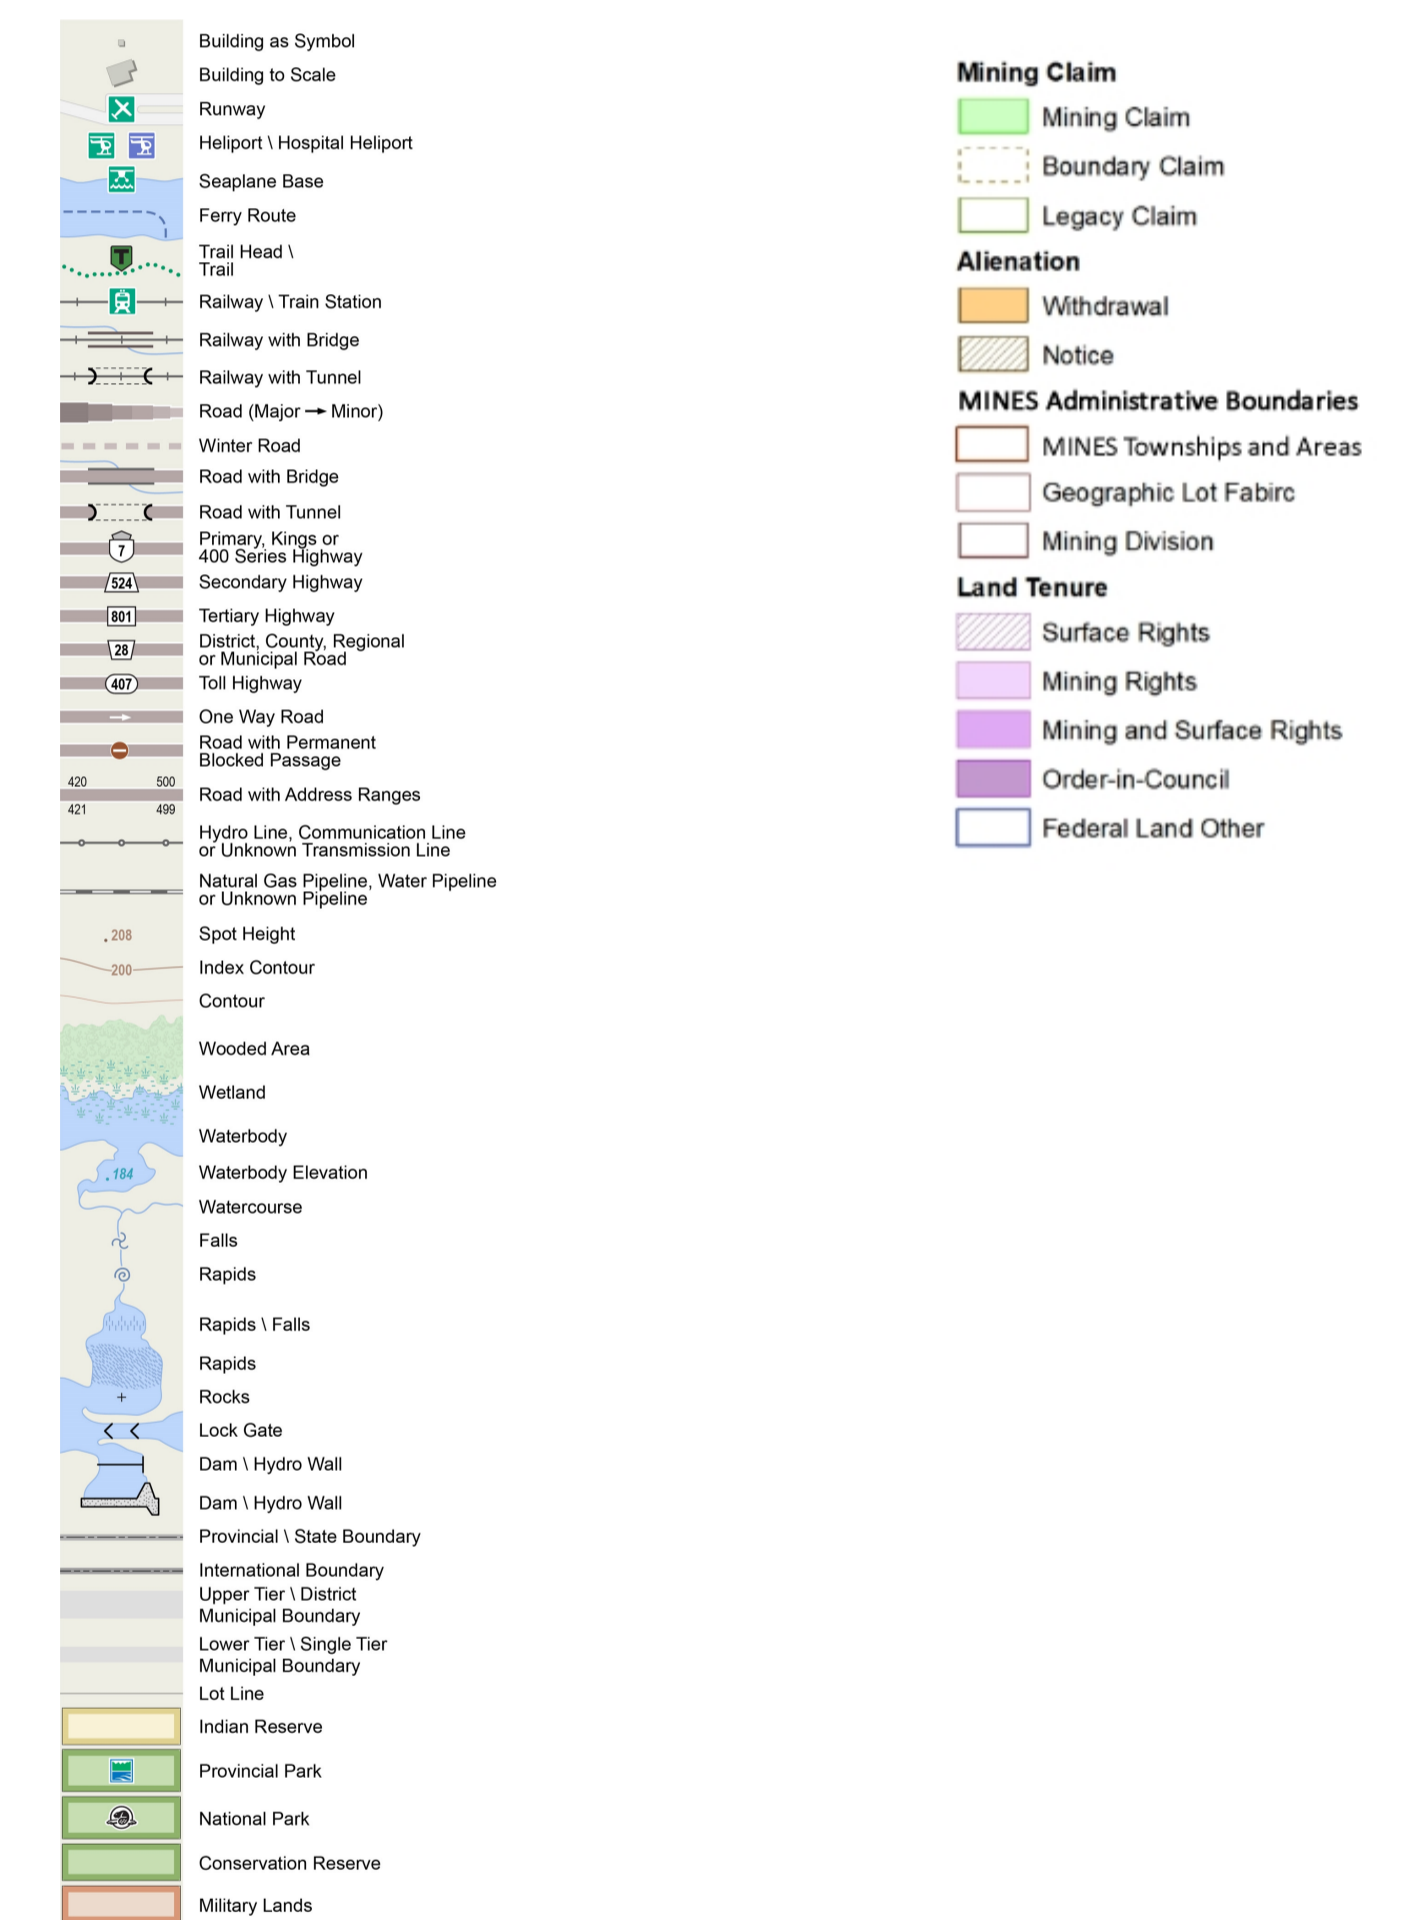 Building as Symbol
Building to Scale
Runway
Heliport \ Hospital Heliport
Seaplane Base
Ferry Route
T
Trail Head \
Trail
Railway \ Train Station
Railway with Bridge
Railway with Tunnel
Road (Major → Minor)
Winter Road
Road with Bridge
Road with Tunnel
7
Primary, Kings or
400 Series Highway
524
Secondary Highway
801
Tertiary Highway
28
District, County, Regional
or Municipal Road
407
Toll Highway
One Way Road
Road with Permanent
Blocked Passage
420 500
Road with Address Ranges
421 499
Hydro Line, Communication Line
or Unknown Transmission Line
Natural Gas Pipeline, Water Pipeline
or Unknown Pipeline
.208
Spot Height
200
Index Contour
Contour
Wooded Area
Wetland
Waterbody
.184
Waterbody Elevation
Watercourse
Falls
Rapids
Rapids \ Falls
Rapids
Rocks
Lock Gate
Dam \ Hydro Wall
Dam \ Hydro Wall
Provincial \ State Boundary
International Boundary
Upper Tier \ District
Municipal Boundary
Lower Tier \ Single Tier
Municipal Boundary
Lot Line
Indian Reserve
Provincial Park
National Park
Conservation Reserve
Military Lands
Mining Claim
Mining Claim
Boundary Claim
Legacy Claim
Alienation
Withdrawal
Notice
MINES Administrative Boundaries
MINES Townships and Areas
Geographic Lot Fabirc
Mining Division
Land Tenure
Surface Rights
Mining Rights
Mining and Surface Rights
Order-in-Council
Federal Land Other